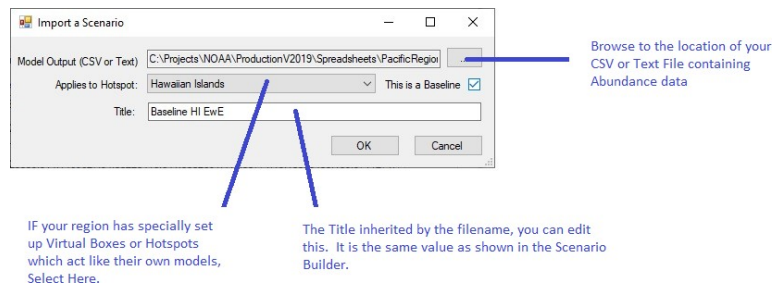 Import a Scenario
Model Output (CSV or Text) C:\Projects\NOAA\ProductionV2019\Spreadsheets\PacificRegion ...
Applies to Hotspot: Hawaiian Islands This is a Baseline
Title: Baseline HI EwE
OK Cancel
Browse to the location of your
CSV or Text File containing
Abundance data
IF your region has specially set
up Virtual Boxes or Hotspots
which act like their own models,
Select Here.
The Title inherited by the filename, you can edit
this. It is the same value as shown in the Scenario
Builder.